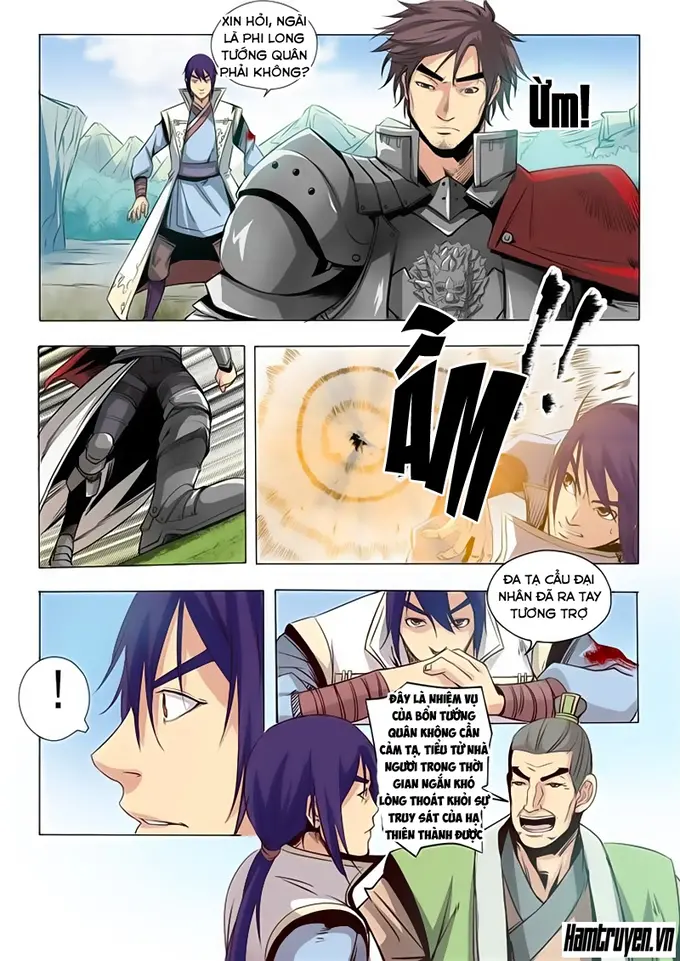 XIN HỎI, NGÀI
LÀ PHI LONG
TƯỚNG QUÂN
PHẢI KHÔNG?
ỪM!
ẦM!!
!
ĐA TẠ CẨU ĐẠI
NHÂN ĐÃ RA TAY
TƯƠNG TRỢ
ĐÂY LÀ NHIỆM VỤ
CỦA BỔN TƯỚNG
QUÂN KHÔNG CẦN
CẢM TẠ, TIỂU TỬ NHÀ
NGƯƠI TRONG THỜI
GIAN NGẮN KHÓ
LÒNG THOÁT KHỎI SỰ
TRUY SÁT CỦA HẠ
THIÊN THÀNH ĐƯỢC
Hamtruyen.vn